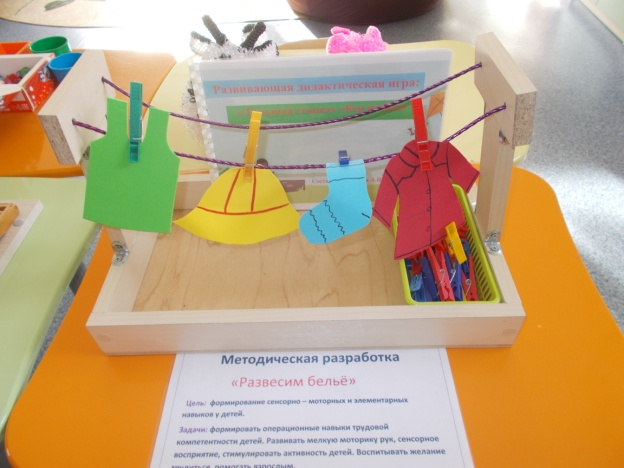 Развивающая дидактическая игра:
Методическая разработка
«Развесим бельё»
Цель: формирование сенсорно – моторных и элементарных
навыков у детей.
Задачи: формировать операционные навыки трудовой
компетентности детей. Развивать мелкую моторику рук, сенсорное
восприятие, стимулировать активность детей. Воспитывать желание
трудиться, помогать взрослым.